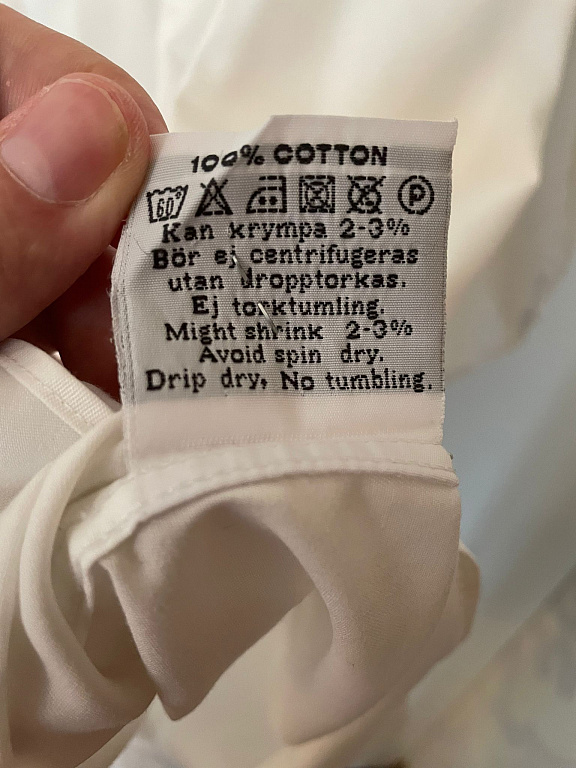 100% COTTON
60 P
Kan krympa 2-3%
Bör ej centrifugeras
utan dropptorkas.
Ej torktumling.
Might shrink 2-3%
Avoid spin dry.
Drip dry, No tumbling.